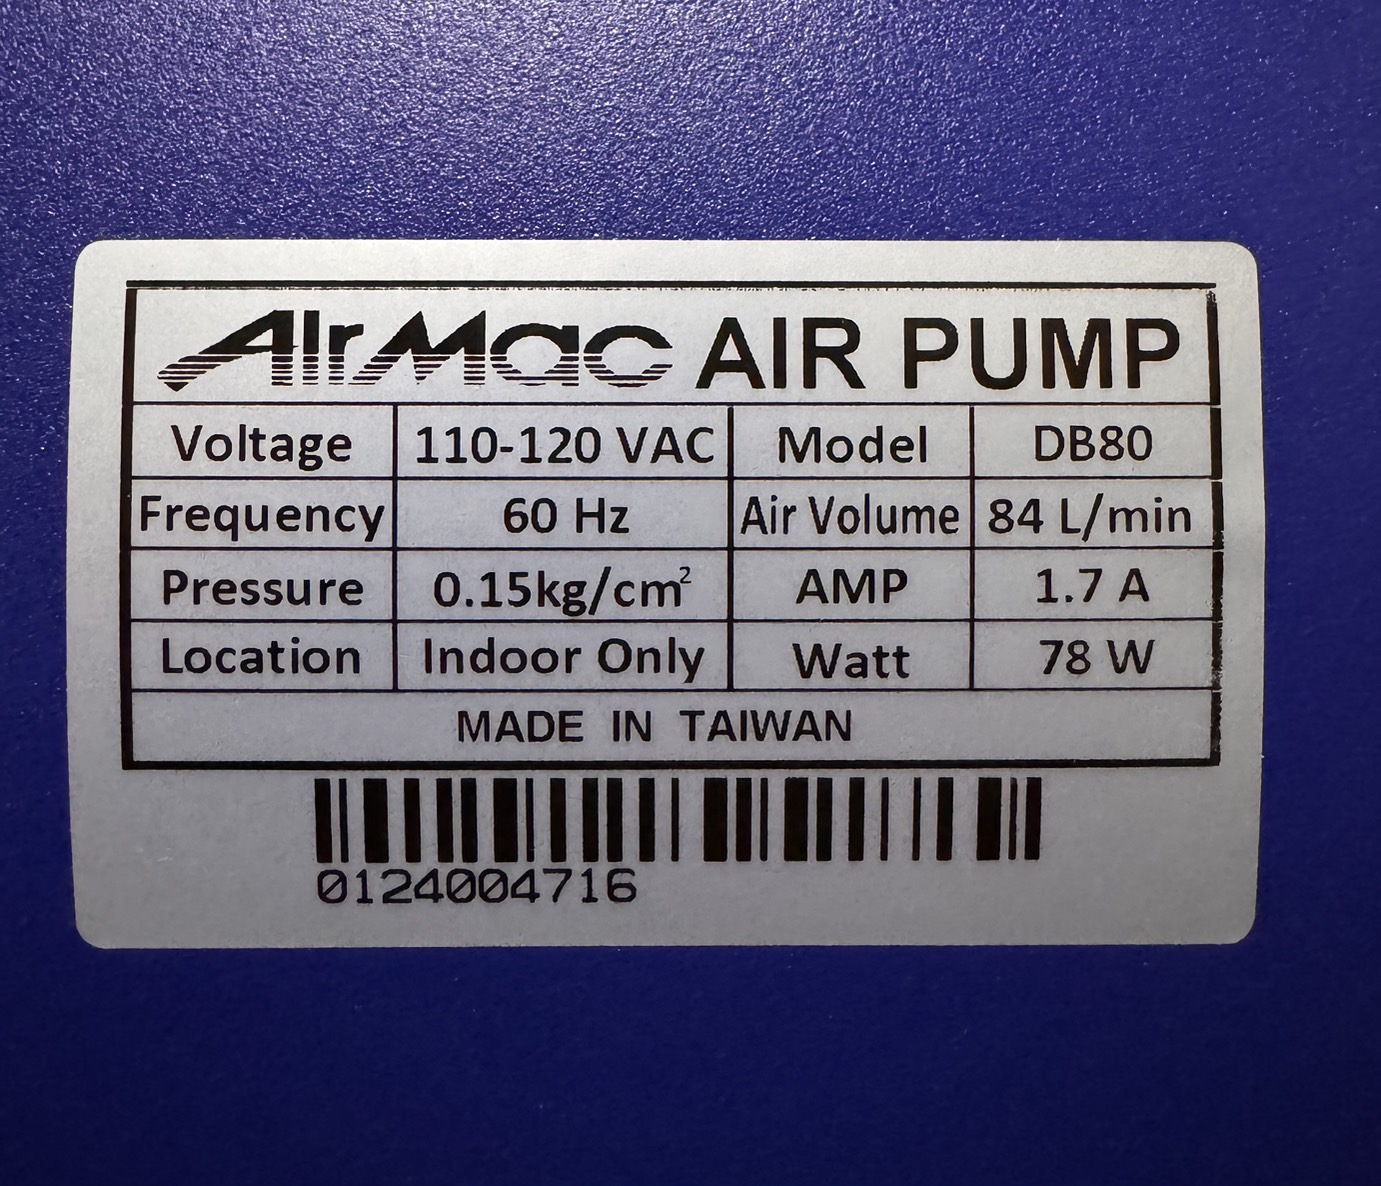 AirMac AIR PUMP
Voltage 110-120 VAC Model DB80
Frequency 60 Hz Air Volume 84 L/min
Pressure 0.15kg/cm² AMP 1.7 A
Location Indoor Only Watt 78 W
MADE IN TAIWAN
0124004716